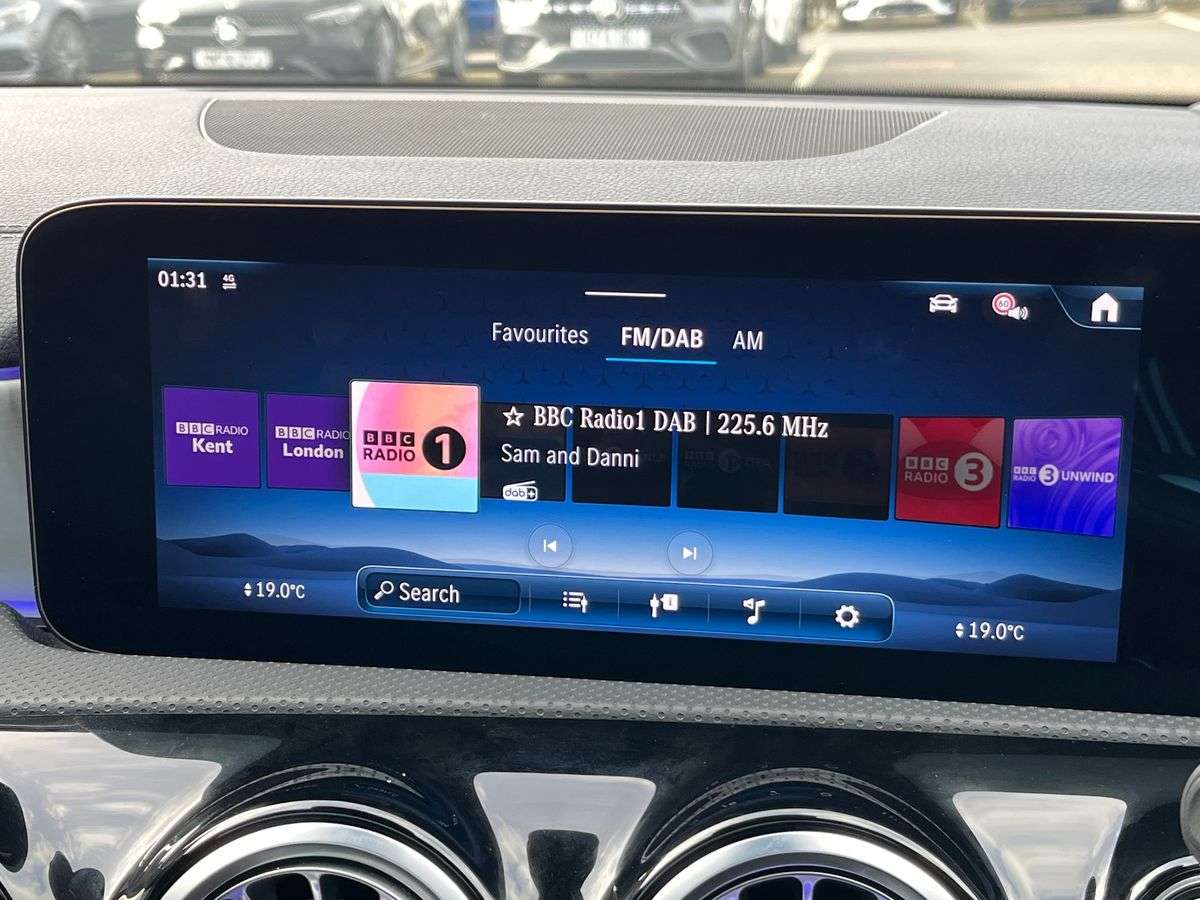 01:31 4G
60
Favourites FM/DAB AM
BBC RADIO Kent
BBC RADIO London
BBC RADIO 1
☆ BBC Radio1 DAB | 225.6 MHz
Sam and Danni
dab+
BBC RADIO 3
BBC RADIO 3 UNWIND
19.0°C
Search
19.0°C